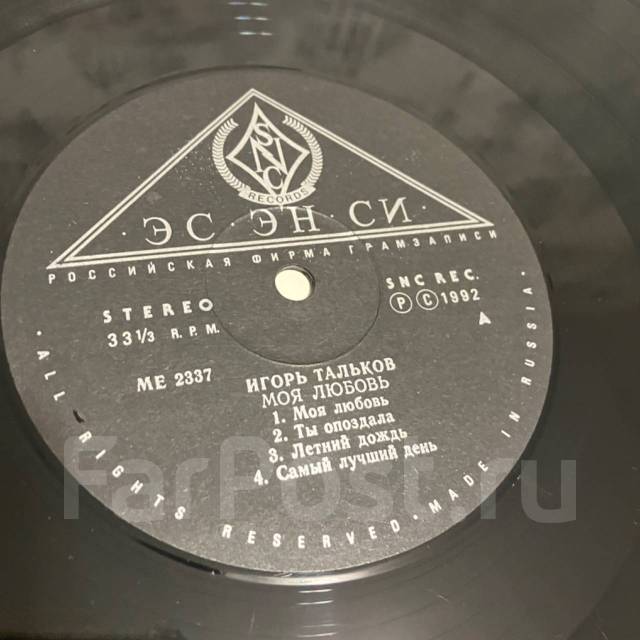 SNC
RECORDS
· ЭС ЭН СИ ·
РОССИЙСКАЯ ФИРМА ГРАМЗАПИСИ
STEREO
33 1/3 R.P.M.
SNC REC.
Ⓟ © 1992
A
ME 2337
ИГОРЬ ТАЛЬКОВ
МОЯ ЛЮБОВЬ
1. Моя любовь
2. Ты опоздала
3. Летний дождь
4. Самый лучший день
· ALL RIGHTS RESERVED · MADE IN RUSSIA ·
FarPost.ru